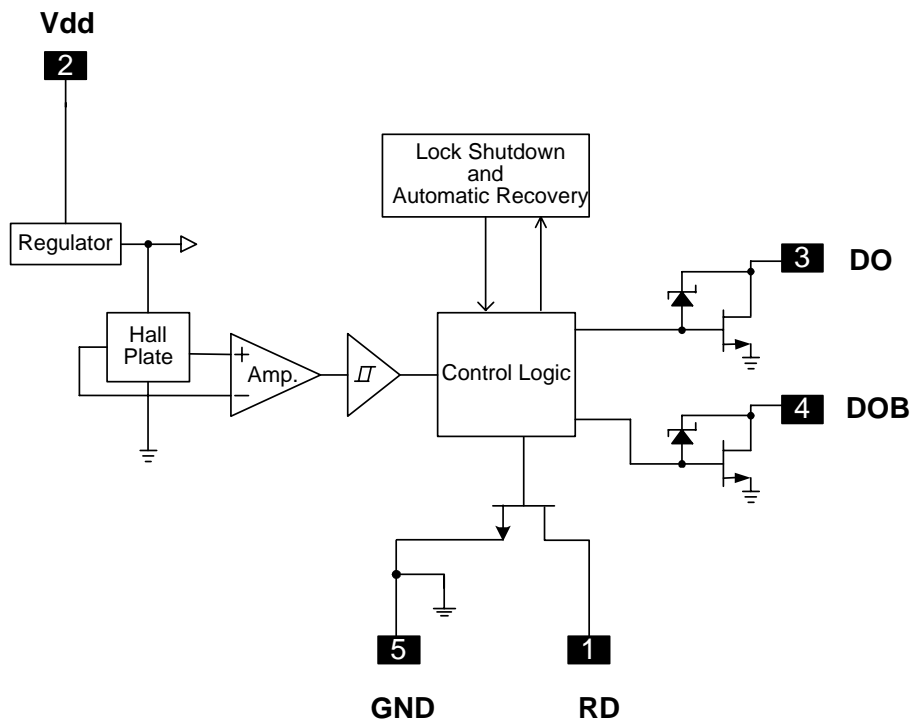 Vdd
2
Lock Shutdown
and
Automatic Recovery
Regulator
3 DO
Hall
Plate
+
Amp.
−
Control Logic
4 DOB
5
1
GND
RD